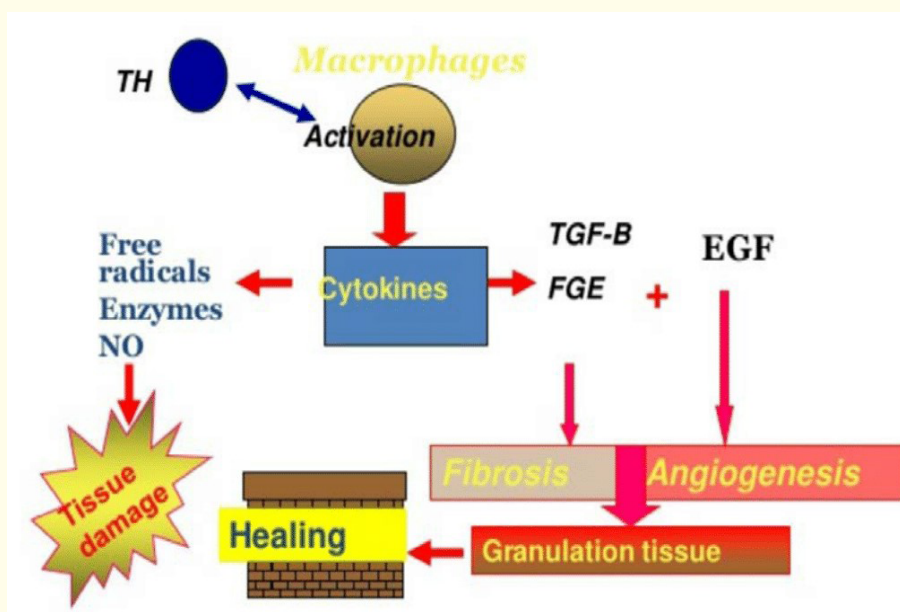 Macrophages
TH
Activation
Free
radicals
Enzymes
NO
Cytokines
TGF-B
FGE
+
EGF
Tissue
damage
Fibrosis
Angiogenesis
Healing
Granulation tissue